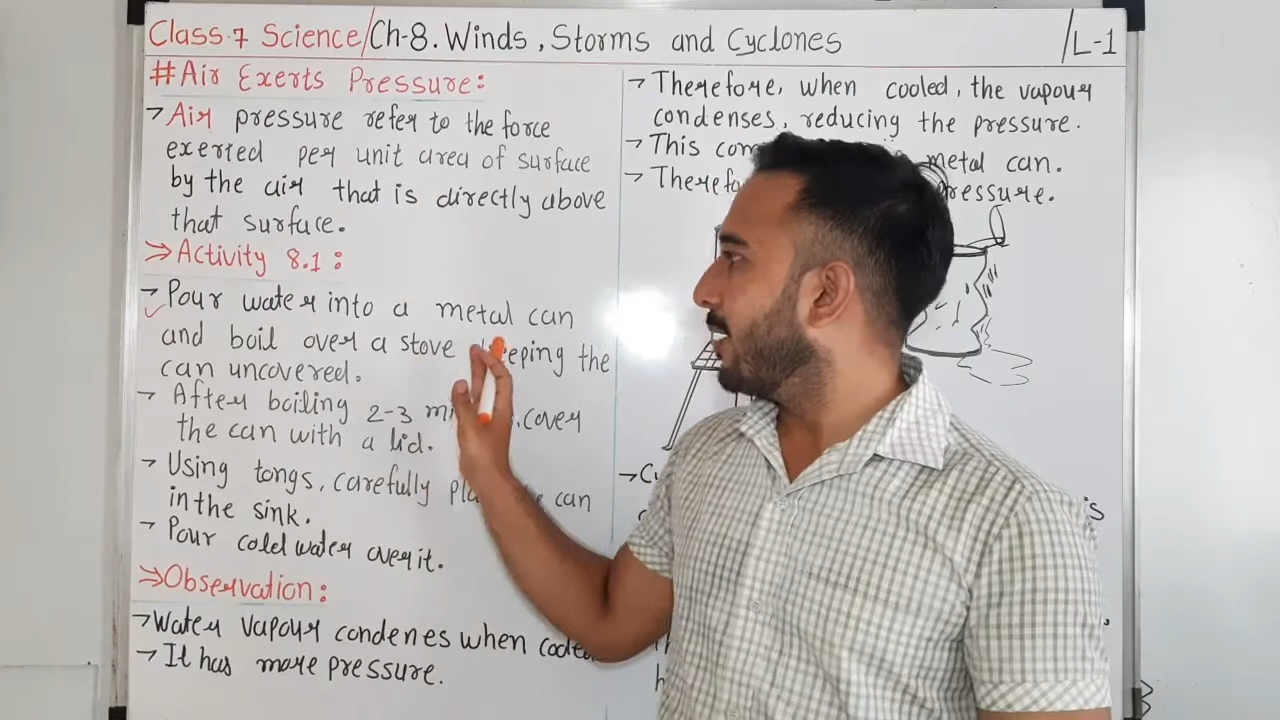 Class-7 Science/Ch-8. Winds, Storms and Cyclones /L-1
#Air Exerts Pressure:
→ Air pressure refer to the force
exerted per unit area of surface
by the air that is directly above
that surface.
⇒ Activity 8.1:
→ Pour water into a metal can
and boil over a stove keeping the
can uncovered.
→ After boiling 2-3 cover
the can with a lid.
→ Using tongs, carefully can
in the sink.
→ Pour cold water over it.
⇒ Observation:
→ Water vapour condenes when
→ It has more pressure.
→ Therefore, when cooled, the vapour
condenses, reducing the pressure.
→ This metal can.
→ pressure.